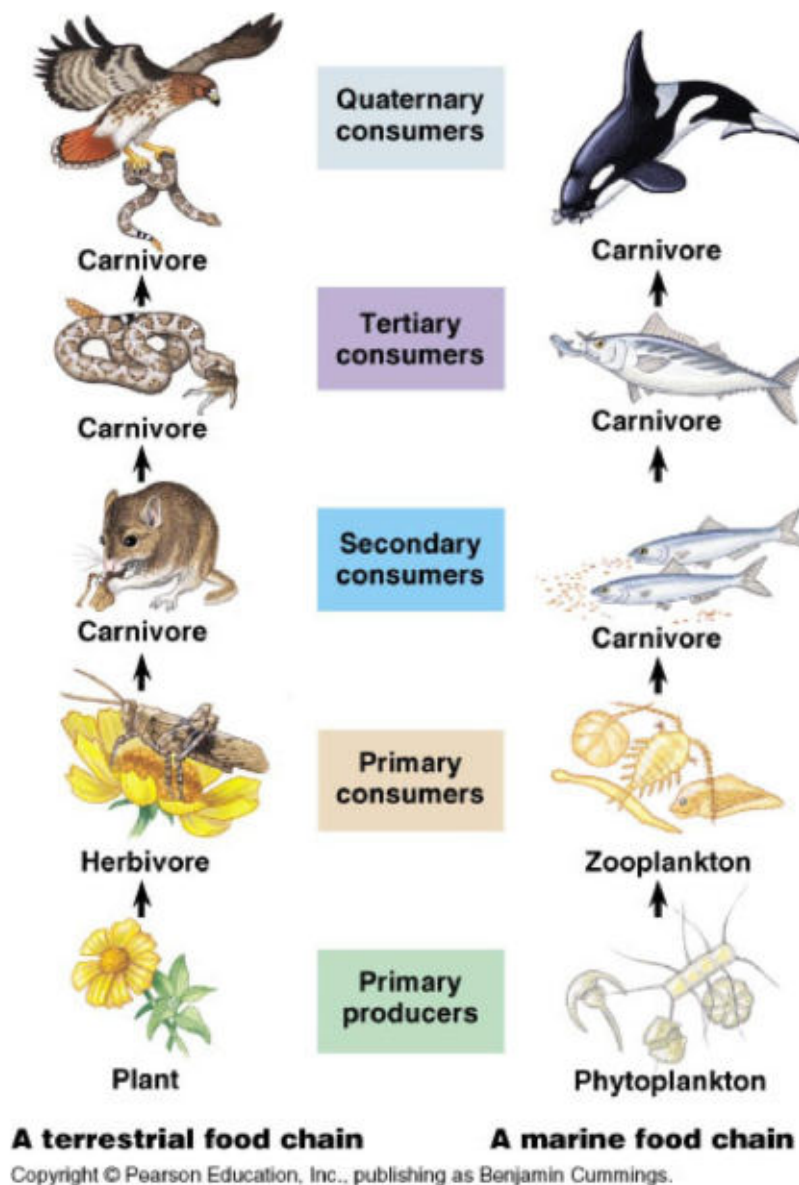 Quaternary
consumers
Carnivore
Carnivore
Tertiary
consumers
Carnivore
Carnivore
Secondary
consumers
Carnivore
Carnivore
Primary
consumers
Herbivore
Zooplankton
Primary
producers
Plant
Phytoplankton
A terrestrial food chain
A marine food chain
Copyright © Pearson Education, Inc., publishing as Benjamin Cummings.